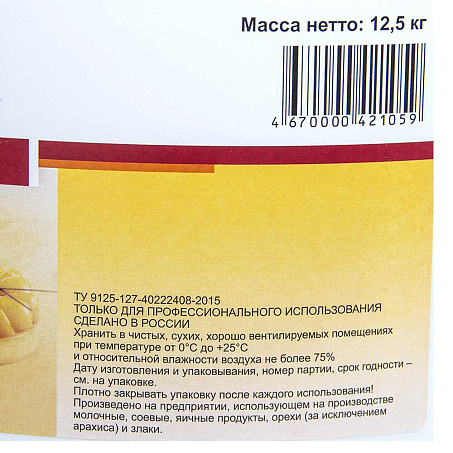 Масса нетто: 12,5 кг
4 670000 421059
ТУ 9125-127-40222408-2015
ТОЛЬКО ДЛЯ ПРОФЕССИОНАЛЬНОГО ИСПОЛЬЗОВАНИЯ
СДЕЛАНО В РОССИИ
Хранить в чистых, сухих, хорошо вентилируемых помещениях
при температуре от 0°С до +25°С
и относительной влажности воздуха не более 75%
Дату изготовления и упаковывания, номер партии, срок годности –
см. на упаковке.
Плотно закрывать упаковку после каждого использования!
Произведено на предприятии, использующем на производстве
молочные, соевые, яичные продукты, орехи (за исключением
арахиса) и злаки.